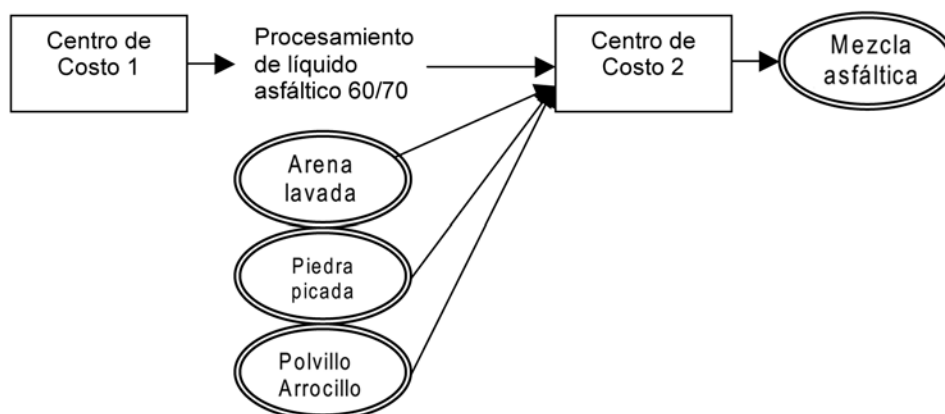 Centro de
Costo 1
Procesamiento
de líquido
asfáltico 60/70
Centro de
Costo 2
Mezcla
asfáltica
Arena
lavada
Piedra
picada
Polvillo
Arrocillo